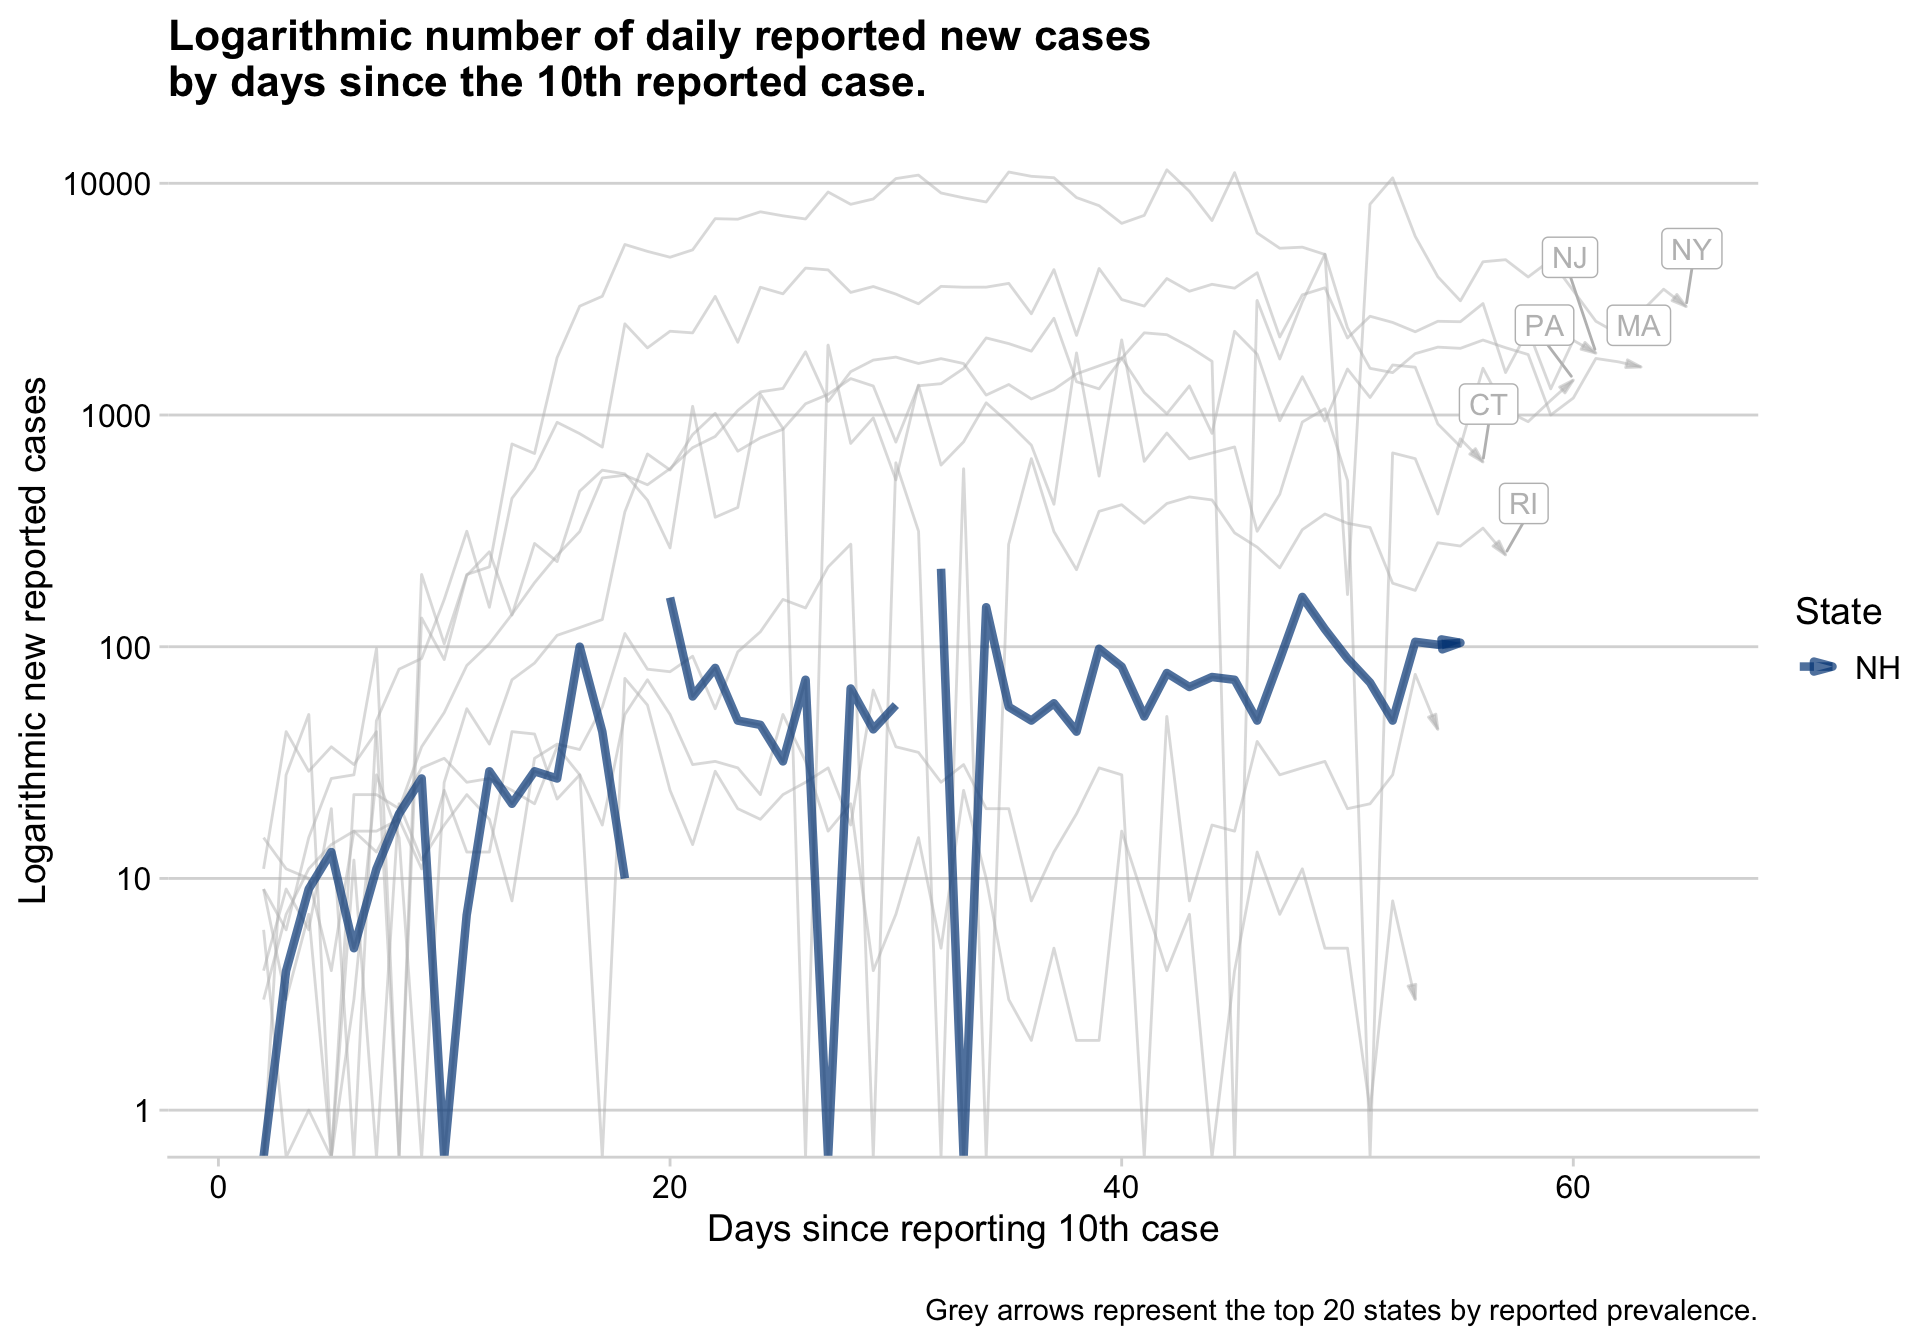 Logarithmic number of daily reported new cases
by days since the 10th reported case.
Logarithmic new reported cases
10000
1000
100
10
1
NY
NJ
PA
MA
CT
RI
State
NH
0
20
40
60
Days since reporting 10th case
Grey arrows represent the top 20 states by reported prevalence.